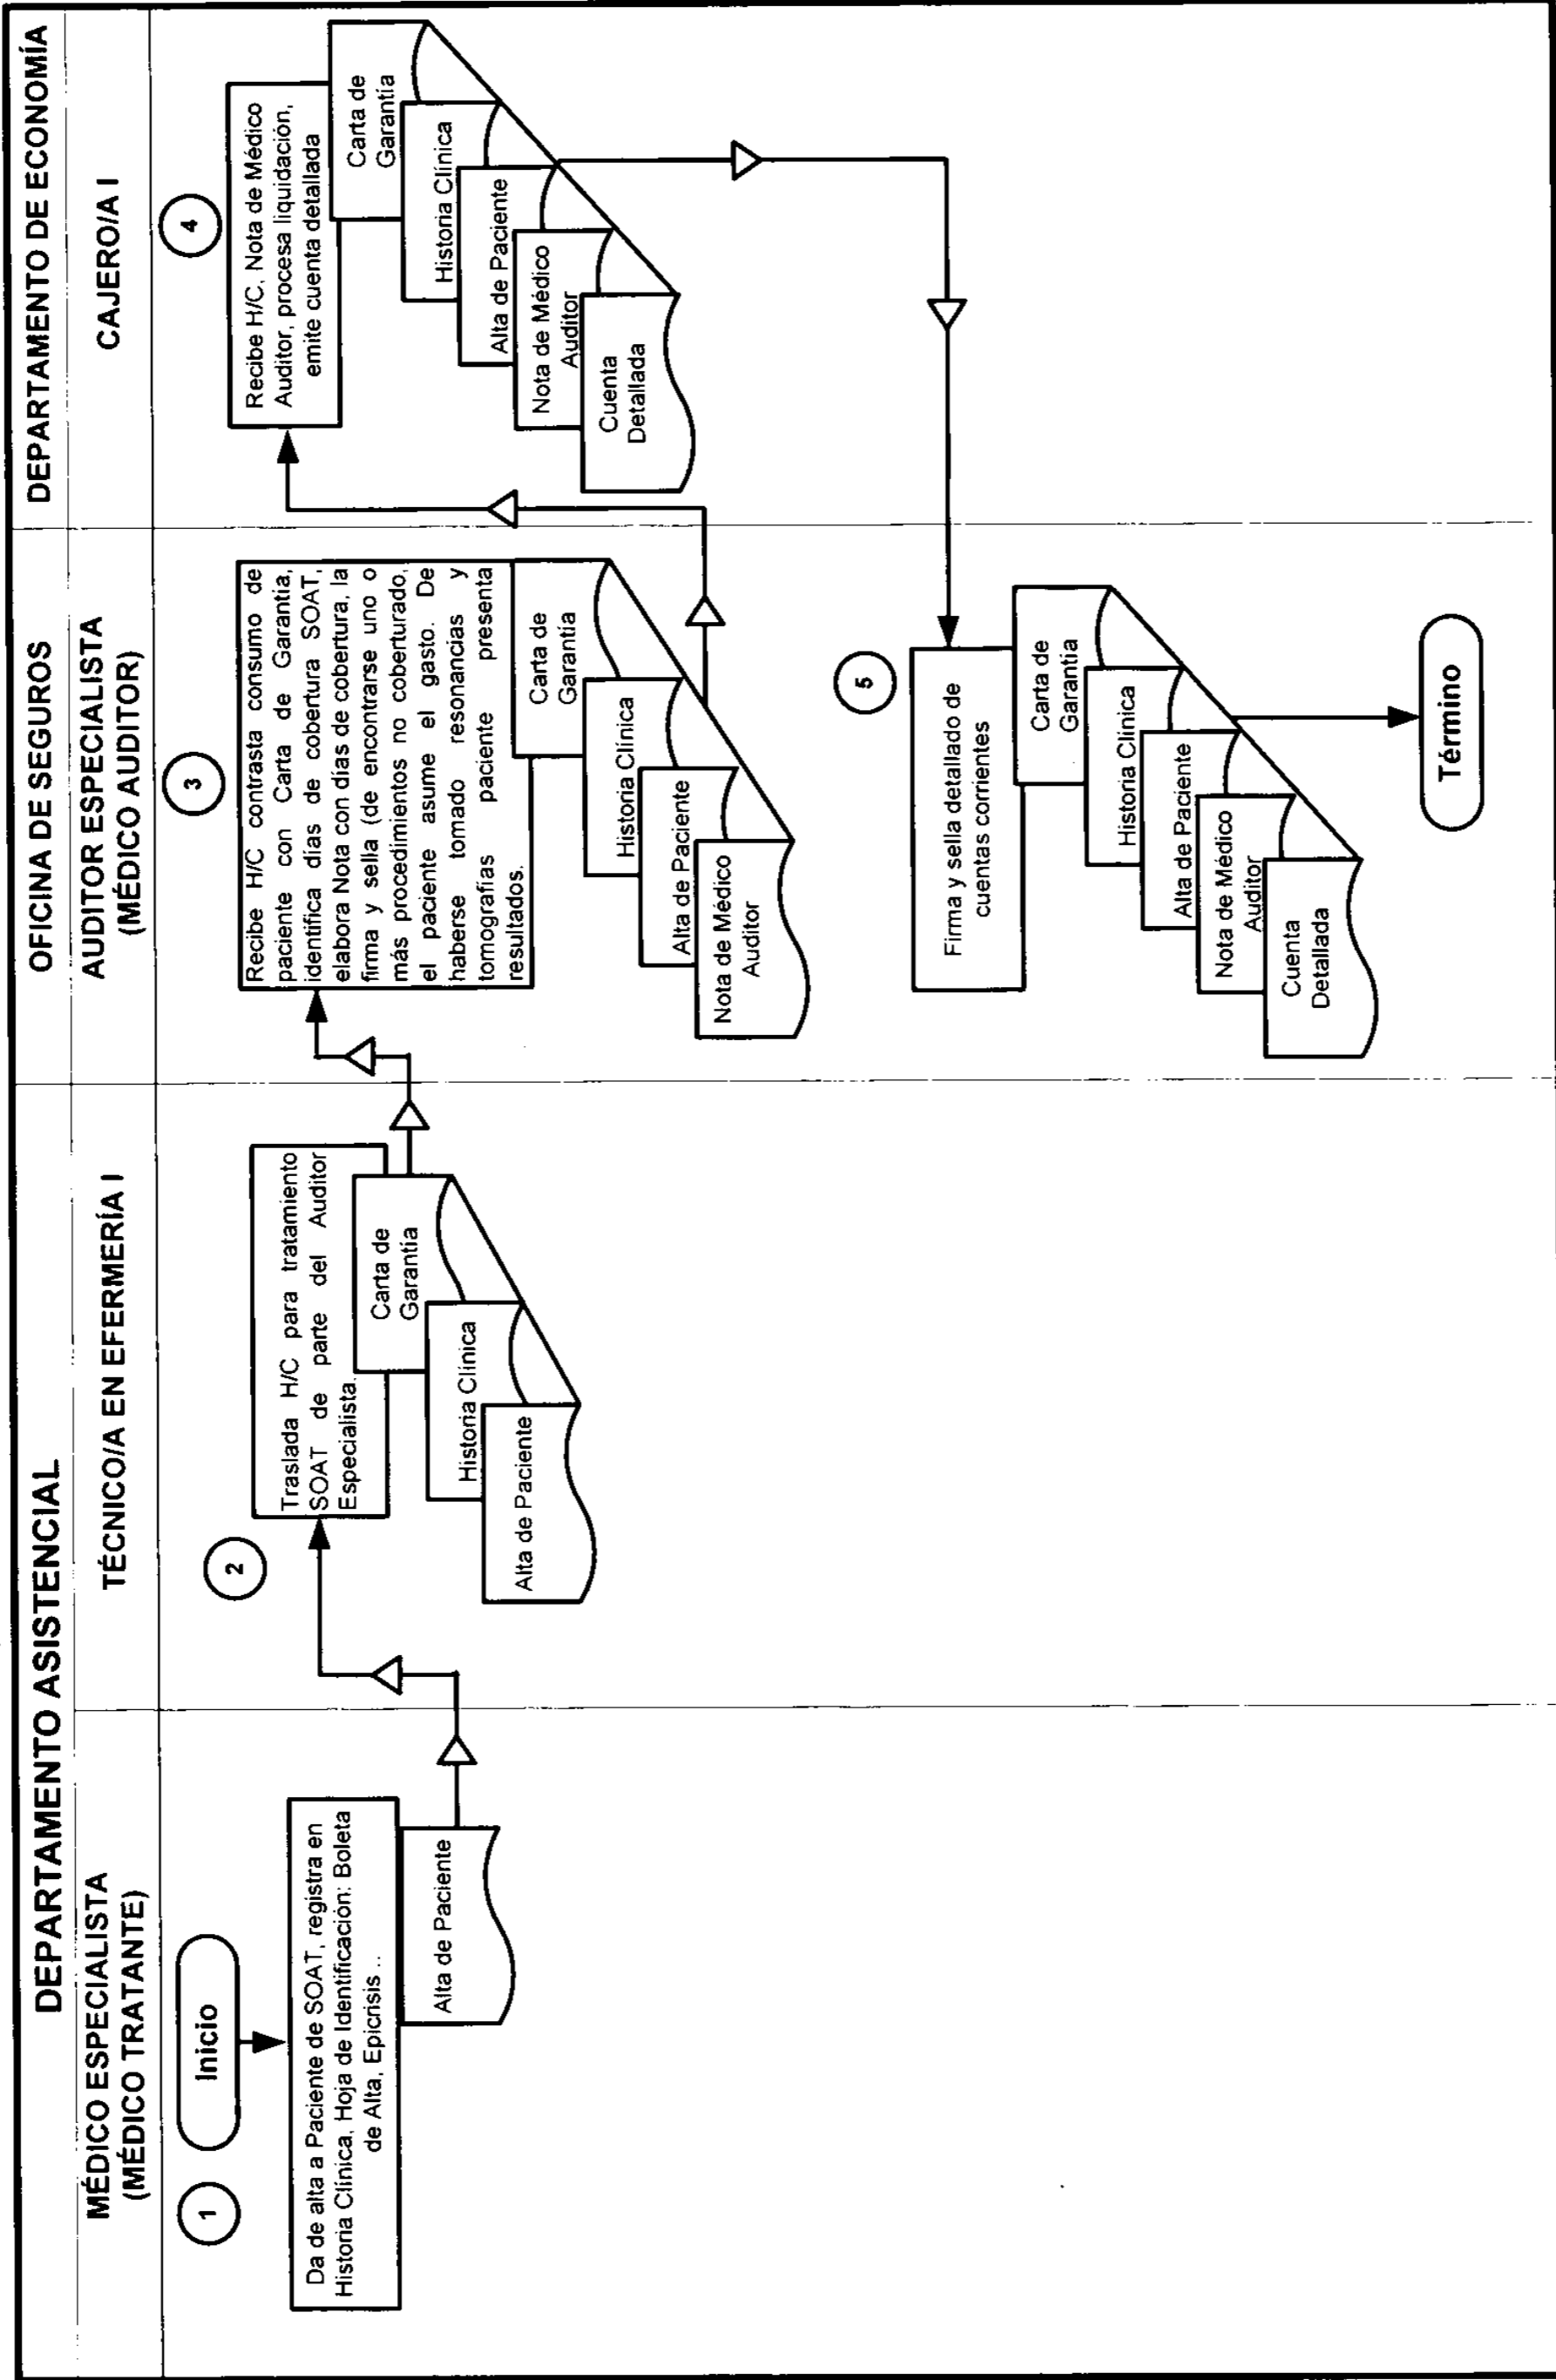 DEPARTAMENTO ASISTENCIAL
OFICINA DE SEGUROS
DEPARTAMENTO DE ECONOMÍA
MÉDICO ESPECIALISTA
(MÉDICO TRATANTE)
TÉCNICO/A EN EFERMERÍA I
AUDITOR ESPECIALISTA
(MÉDICO AUDITOR)
CAJERO/A I
1
Inicio
Da de alta a Paciente de SOAT, registra en
Historia Clínica, Hoja de Identificación: Boleta
de Alta, Epicrisis ..
Alta de Paciente
2
Traslada H/C para tratamiento
SOAT de parte del Auditor
Especialista.
Carta de
Garantía
Historia Clínica
Alta de Paciente
3
Recibe H/C contrasta consumo de
paciente con Carta de Garantía,
identifica días de cobertura SOAT,
elabora Nota con días de cobertura, la
firma y sella (de encontrarse uno o
más procedimientos no coberturado,
el paciente asume el gasto. De
haberse tomado resonancias y
tomografías paciente presenta
resultados.
Carta de
Garantía
Historia Clínica
Alta de Paciente
Nota de Médico
Auditor
4
Recibe H/C, Nota de Médico
Auditor, procesa liquidación,
emite cuenta detallada
Carta de
Garantía
Historia Clínica
Alta de Paciente
Nota de Médico
Auditor
Cuenta
Detallada
5
Firma y sella detallado de
cuentas corrientes
Carta de
Garantía
Historia Clínica
Alta de Paciente
Nota de Médico
Auditor
Cuenta
Detallada
Término